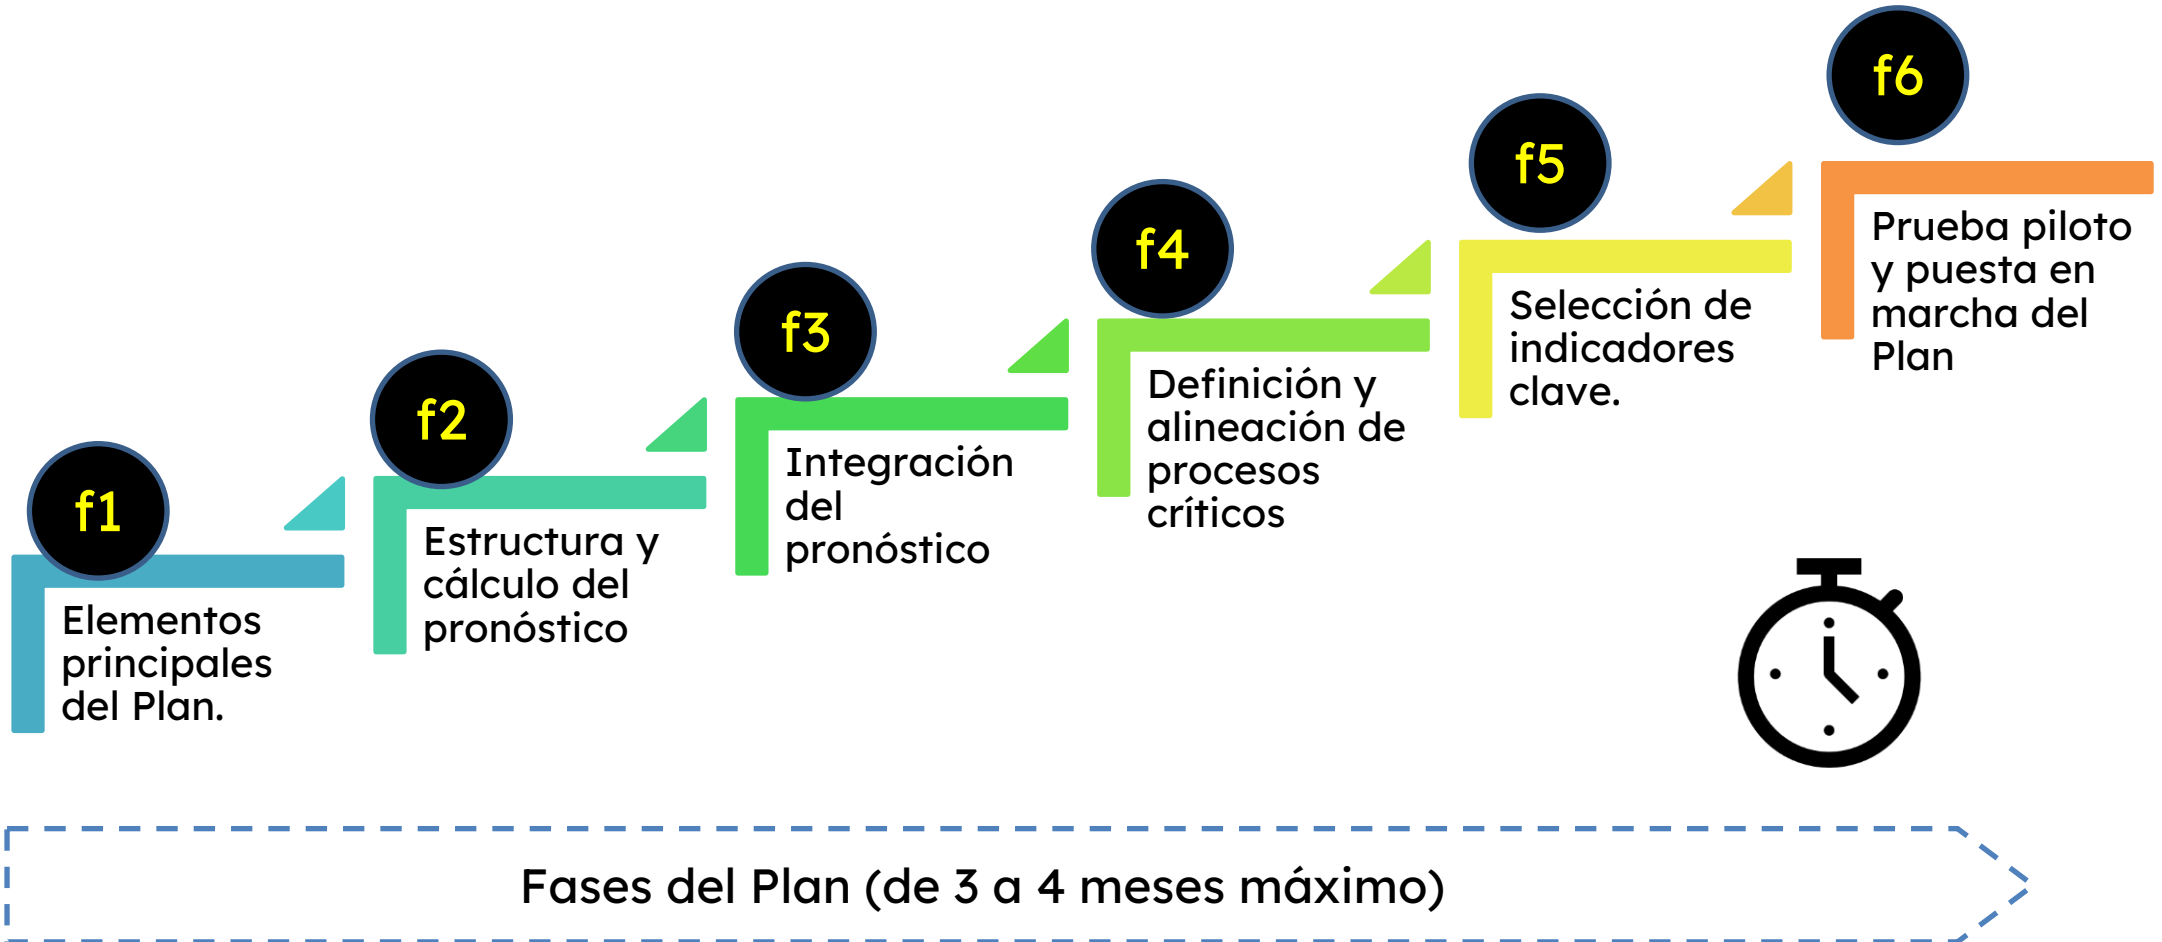 f1
Elementos
principales
del Plan.
f2
Estructura y
cálculo del
pronóstico
f3
Integración
del
pronóstico
f4
Definición y
alineación de
procesos
críticos
f5
Selección de
indicadores
clave.
f6
Prueba piloto
y puesta en
marcha del
Plan
Fases del Plan (de 3 a 4 meses máximo)